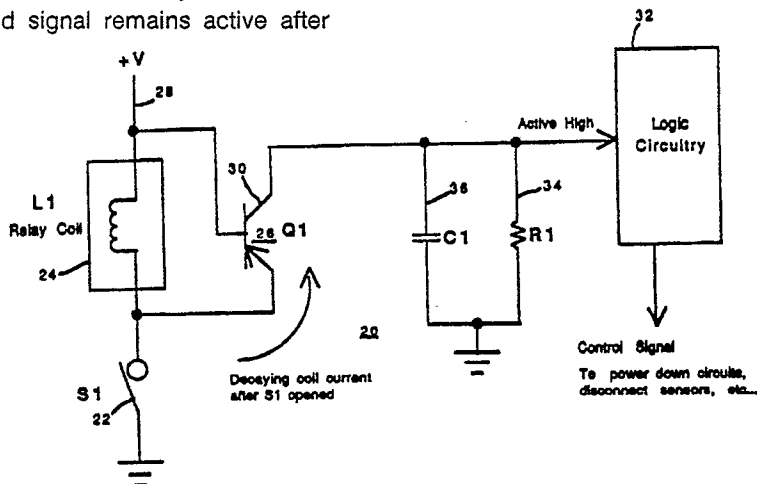 d signal remains active after
+V
28
32
Active High
Logic
Circuitry
30
36
34
L1
Relay Coil
26
Q1
C1
R1
24
20
Decaying coil current
after S1 opened
Control Signal
To power down circuits,
disconnect sensors, etc...
S1
22